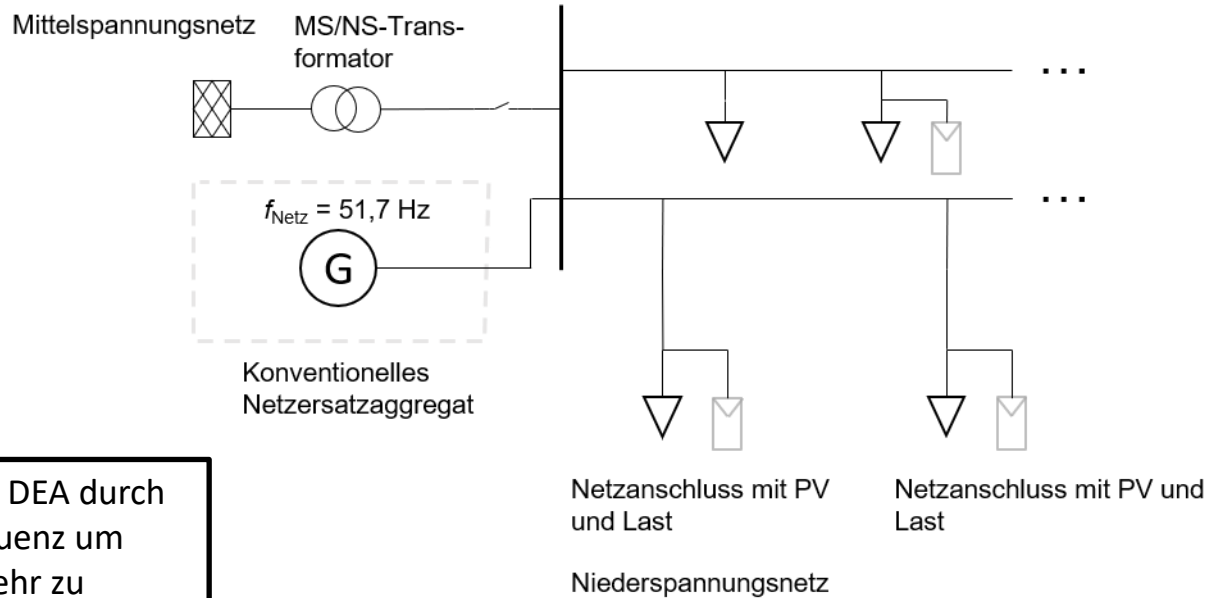 Mittelspannungsnetz
MS/NS-Trans-
formator
. . .
f_Netz = 51,7 Hz
G
. . .
Konventionelles
Netzersatzaggregat
DEA durch
uenz um
ehr zu
Netzanschluss mit PV
und Last
Netzanschluss mit PV und
Last
Niederspannungsnetz